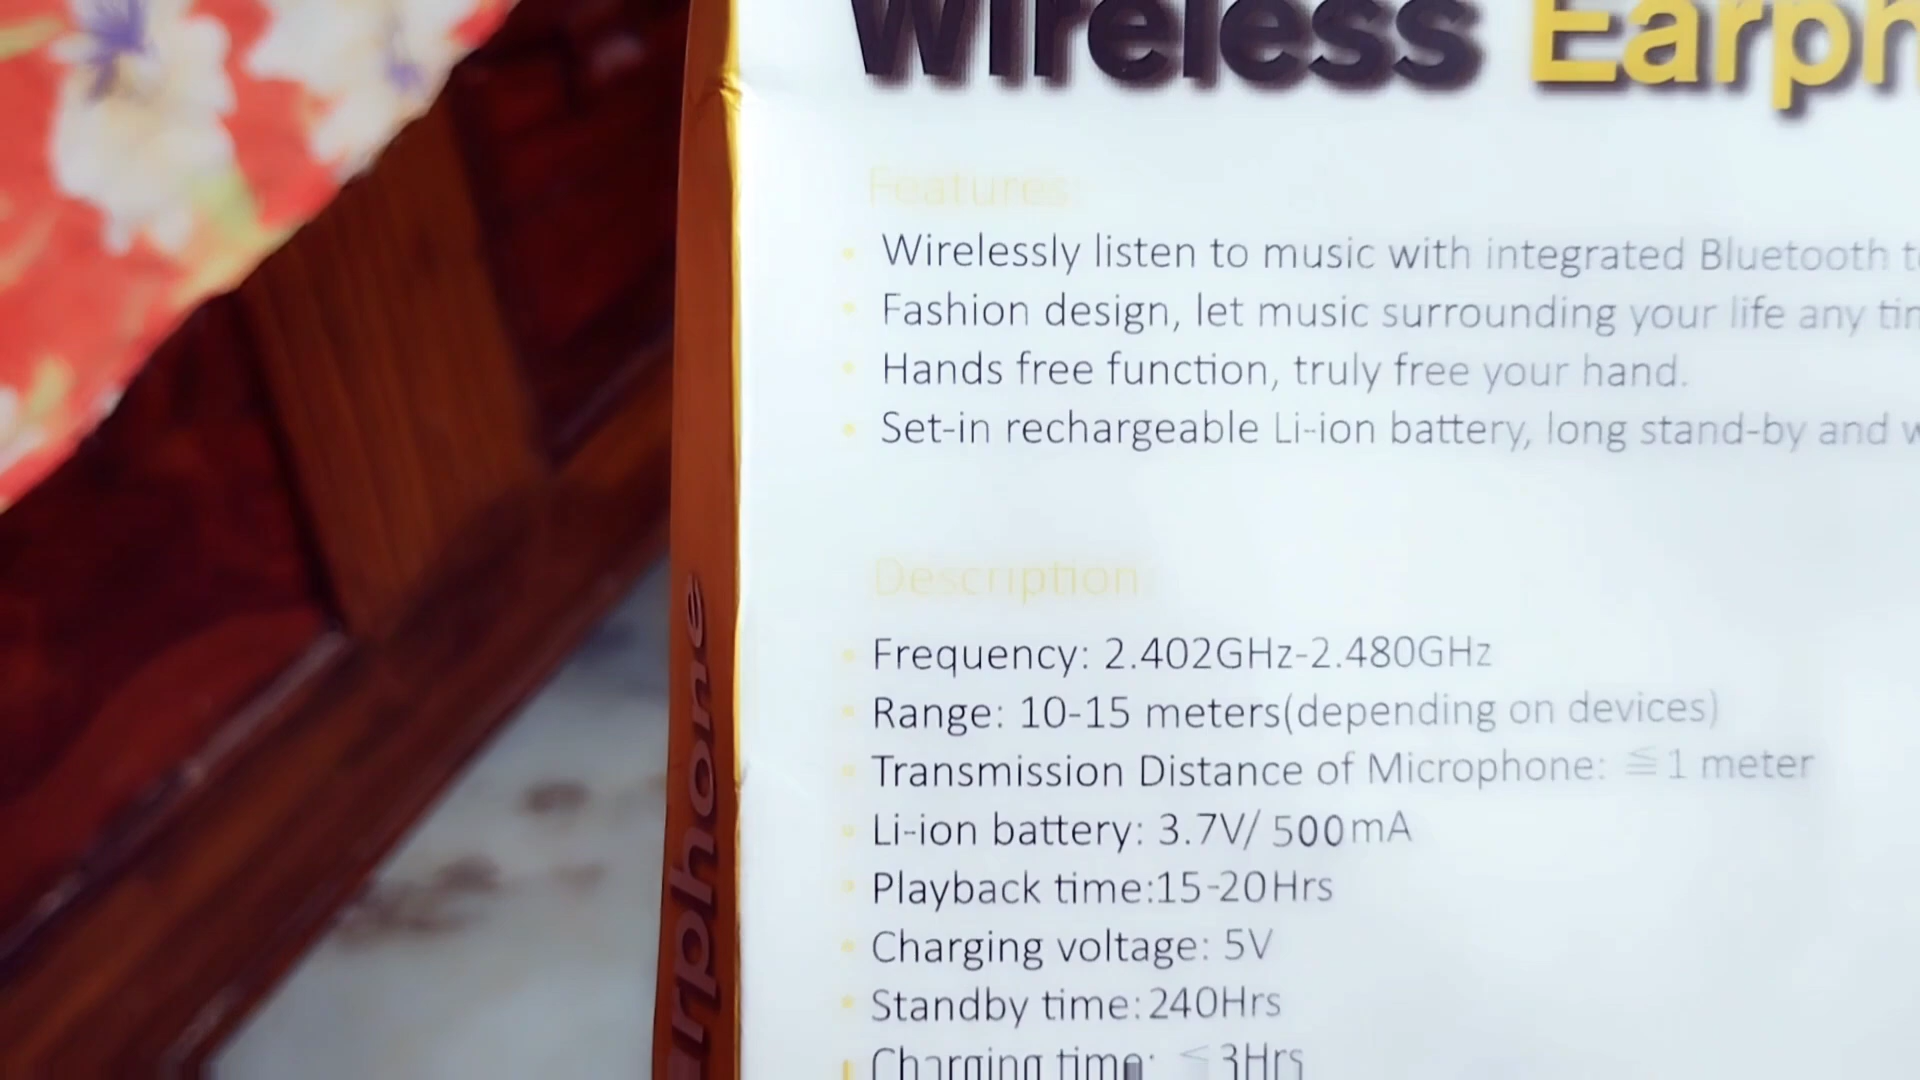 Wireless Earph
Features:
Wirelessly listen to music with integrated Bluetooth t
Fashion design, let music surrounding your life any tim
Hands free function, truly free your hand.
Set-in rechargeable Li-ion battery, long stand-by and w
Description:
Frequency: 2.402GHz-2.480GHz
Range: 10-15 meters(depending on devices)
Transmission Distance of Microphone: ≦1 meter
Li-ion battery: 3.7V/ 500mA
Playback time:15-20Hrs
Charging voltage: 5V
Standby time:240Hrs
Charging time: ≤3Hrs
arphone